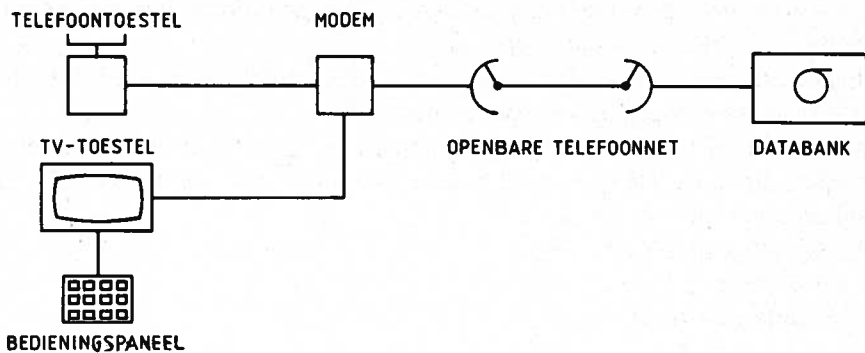 TELEFOONTOESTEL
MODEM
TV-TOESTEL
OPENBARE TELEFOONNET
DATABANK
BEDIENINGSPANEEL